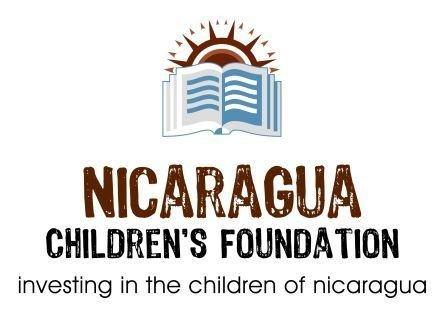 NICARAGUA
CHILDREN'S FOUNDATION
investing in the children of nicaragua